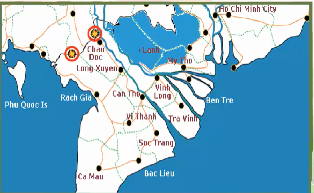 Ho Chi Minh City
Chau
Doc
Lonh
My Tho
Long Xuyen
Phu Quoc Is
Rach Gia
Can Tho
Vinh
Long
Ben Tre
Vi Thanh
Tra Vinh
Soc Trang
Bac Lieu
Ca Mau